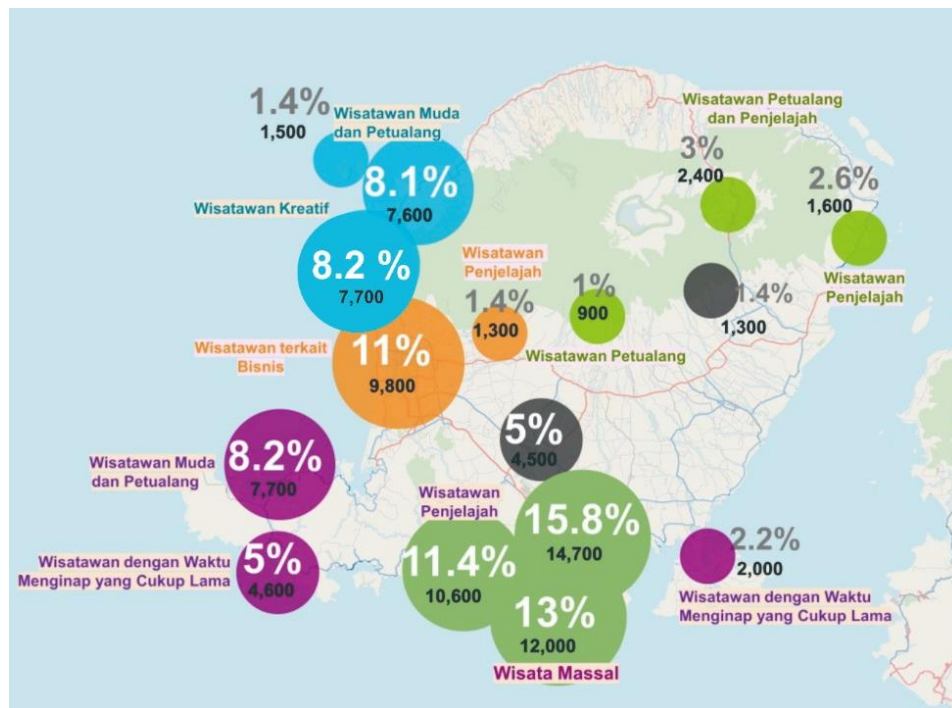 1.4%
1,500
Wisatawan Muda
dan Petualang
8.1%
7,600
Wisatawan Kreatif
8.2 %
7,700
Wisatawan Petualang
dan Penjelajah
3%
2,400
2.6%
1,600
Wisatawan
Penjelajah
Wisatawan
Penjelajah
1.4%
1,300
1%
900
Wisatawan Petualang
1.4%
1,300
Wisatawan terkait
Bisnis
11%
9,800
5%
4,500
Wisatawan Muda
dan Petualang
8.2%
7,700
Wisatawan
Penjelajah
15.8%
14,700
11.4%
10,600
Wisatawan dengan Waktu
Menginap yang Cukup Lama
5%
4,600
2.2%
2,000
Wisatawan dengan Waktu
Menginap yang Cukup Lama
13%
12,000
Wisata Massal